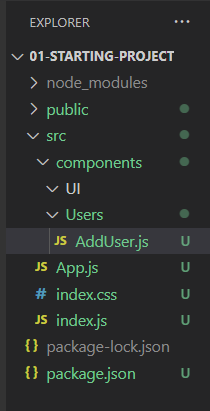 EXPLORER
01-STARTING-PROJECT
node_modules
public
src
components
UI
Users
JS AddUser.js U
JS App.js U
# index.css U
JS index.js U
{} package-lock.json
{} package.json U